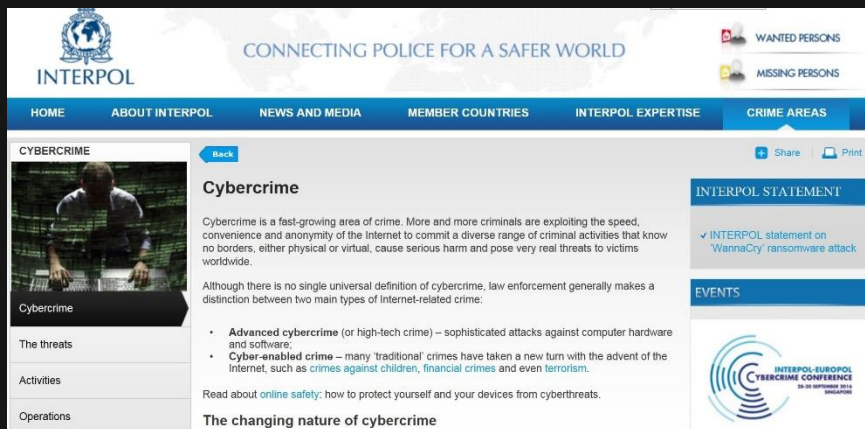 INTERPOL
CONNECTING POLICE FOR A SAFER WORLD
WANTED PERSONS
MISSING PERSONS
HOME
ABOUT INTERPOL
NEWS AND MEDIA
MEMBER COUNTRIES
INTERPOL EXPERTISE
CRIME AREAS
CYBERCRIME
Cybercrime
The threats
Activities
Operations
Back
Share
Print
Cybercrime
Cybercrime is a fast-growing area of crime. More and more criminals are exploiting the speed,
convenience and anonymity of the Internet to commit a diverse range of criminal activities that know
no borders, either physical or virtual, cause serious harm and pose very real threats to victims
worldwide.
Although there is no single universal definition of cybercrime, law enforcement generally makes a
distinction between two main types of Internet-related crime:
• Advanced cybercrime (or high-tech crime) – sophisticated attacks against computer hardware
and software;
• Cyber-enabled crime – many 'traditional' crimes have taken a new turn with the advent of the
Internet, such as crimes against children, financial crimes and even terrorism.
Read about online safety: how to protect yourself and your devices from cyberthreats.
The changing nature of cybercrime
INTERPOL STATEMENT
INTERPOL statement on
'WannaCry' ransomware attack
EVENTS
INTERPOL-EUROPOL
CYBERCRIME CONFERENCE
28-30 SEPTEMBER 2016
SINGAPORE